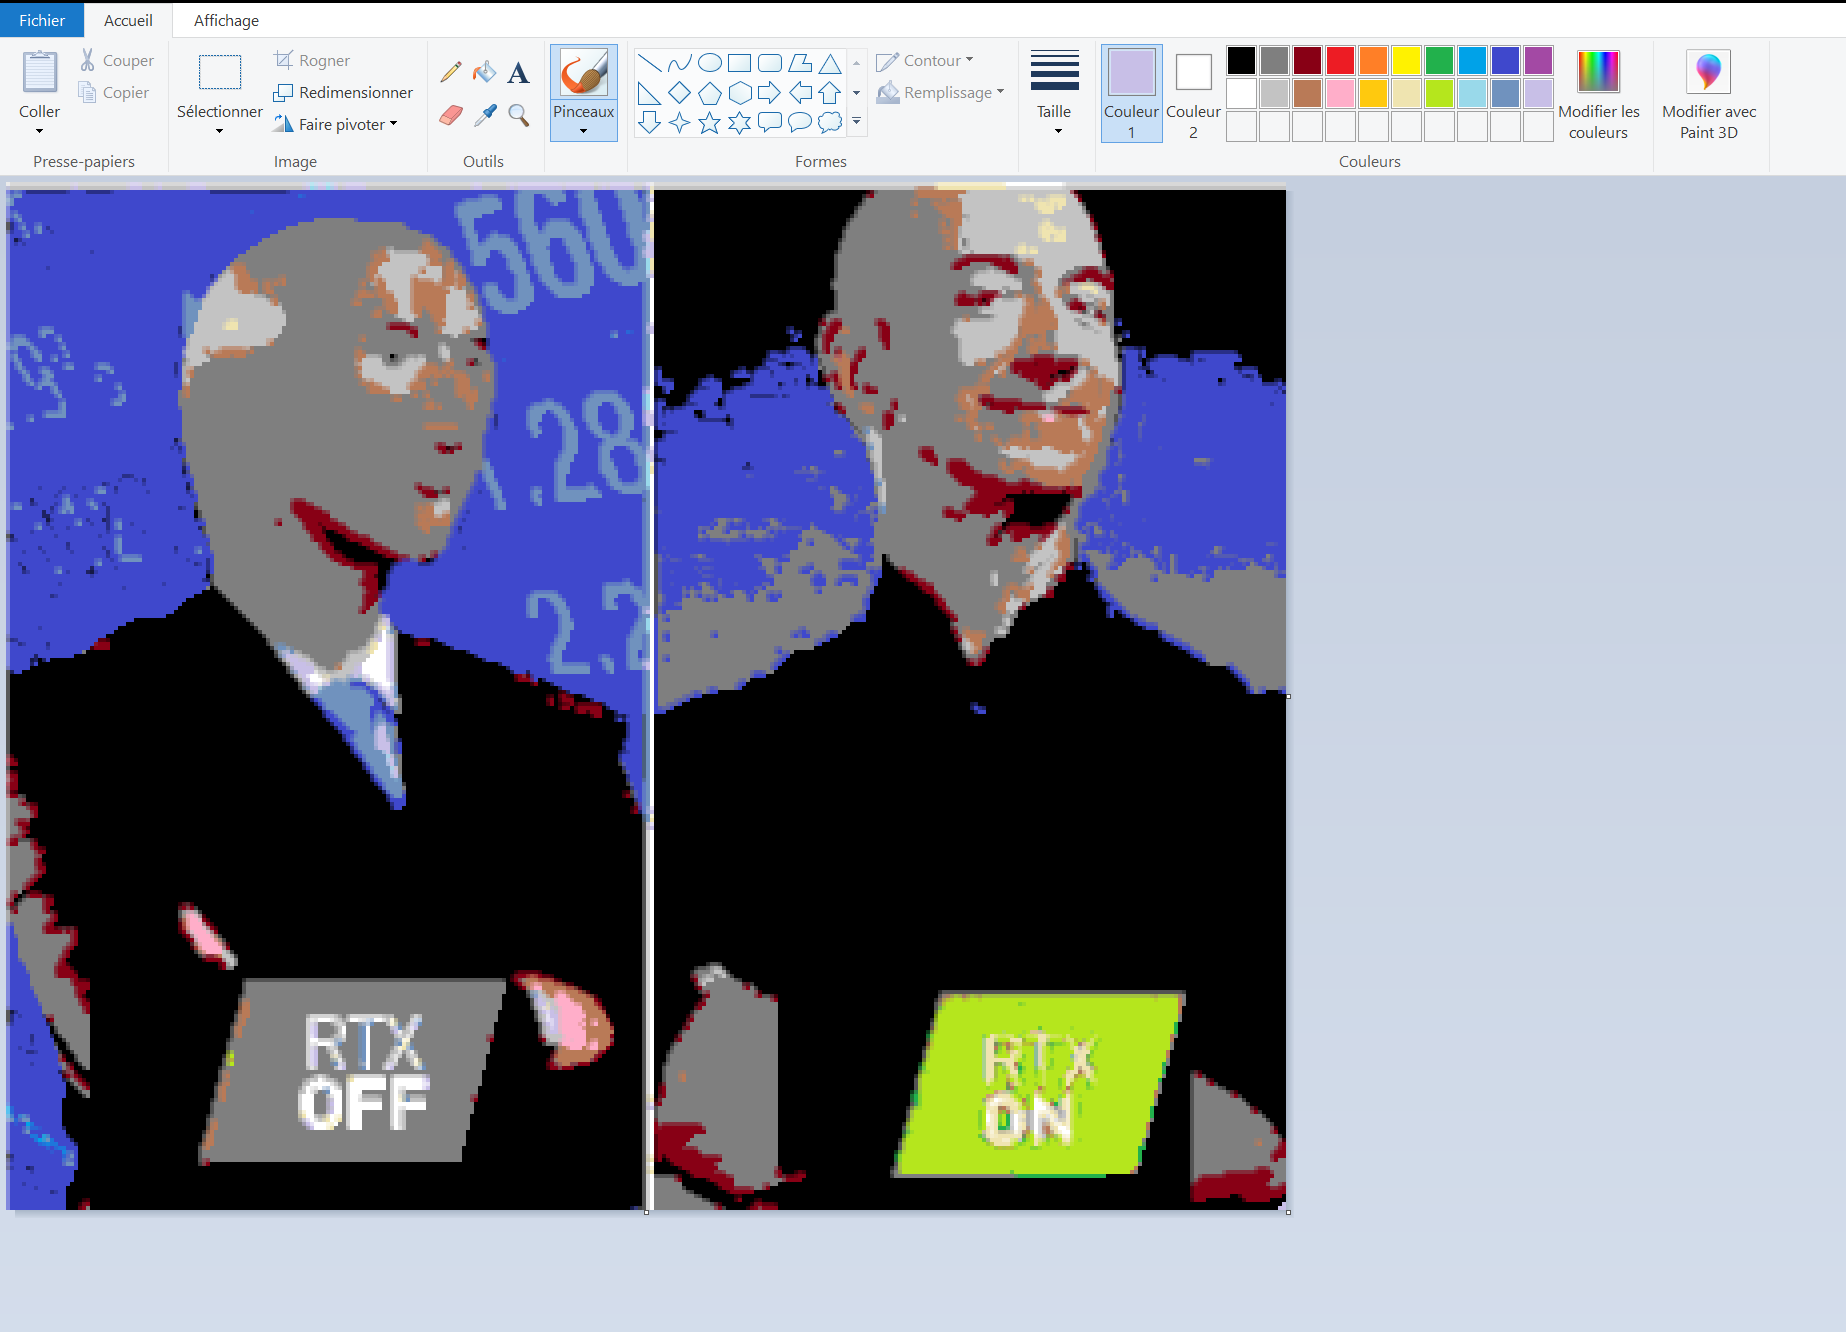 Fichier Accueil Affichage
Coller
Couper
Copier
Presse-papiers
Sélectionner
Rogner
Redimensionner
Faire pivoter
Image
A
Outils
Pinceaux
Formes
Contour
Remplissage
Taille
Couleur
1
Couleur
2
Couleurs
Modifier les
couleurs
Modifier avec
Paint 3D
560
.28
2.2
RTX
OFF
RTX
ON